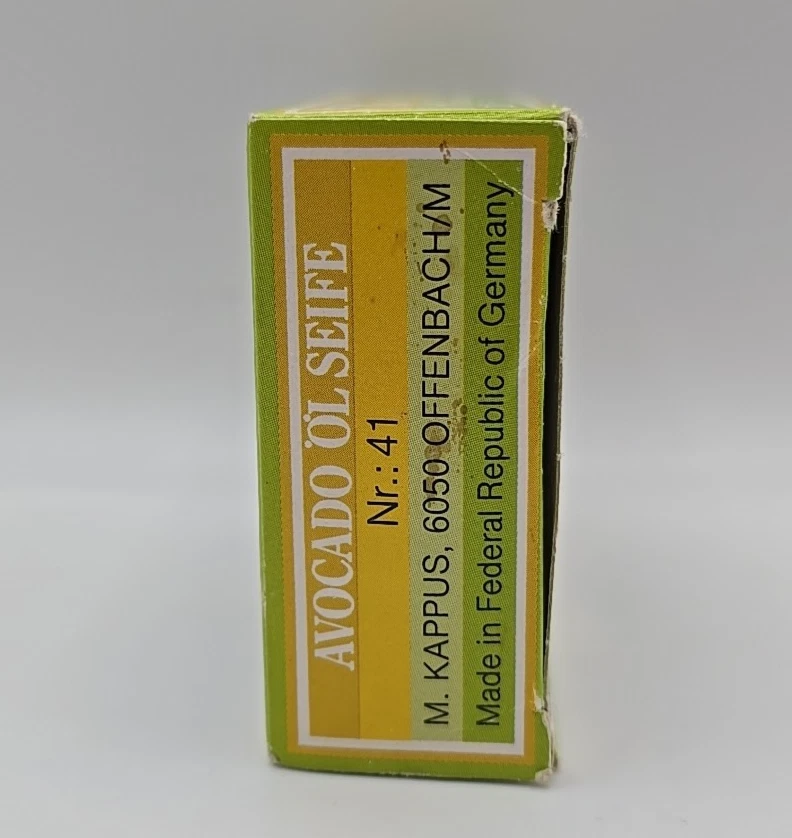 AVOCADO ÖL SEIFE
Nr.: 41
M. KAPPUS, 6050 OFFENBACH/M
Made in Federal Republic of Germany